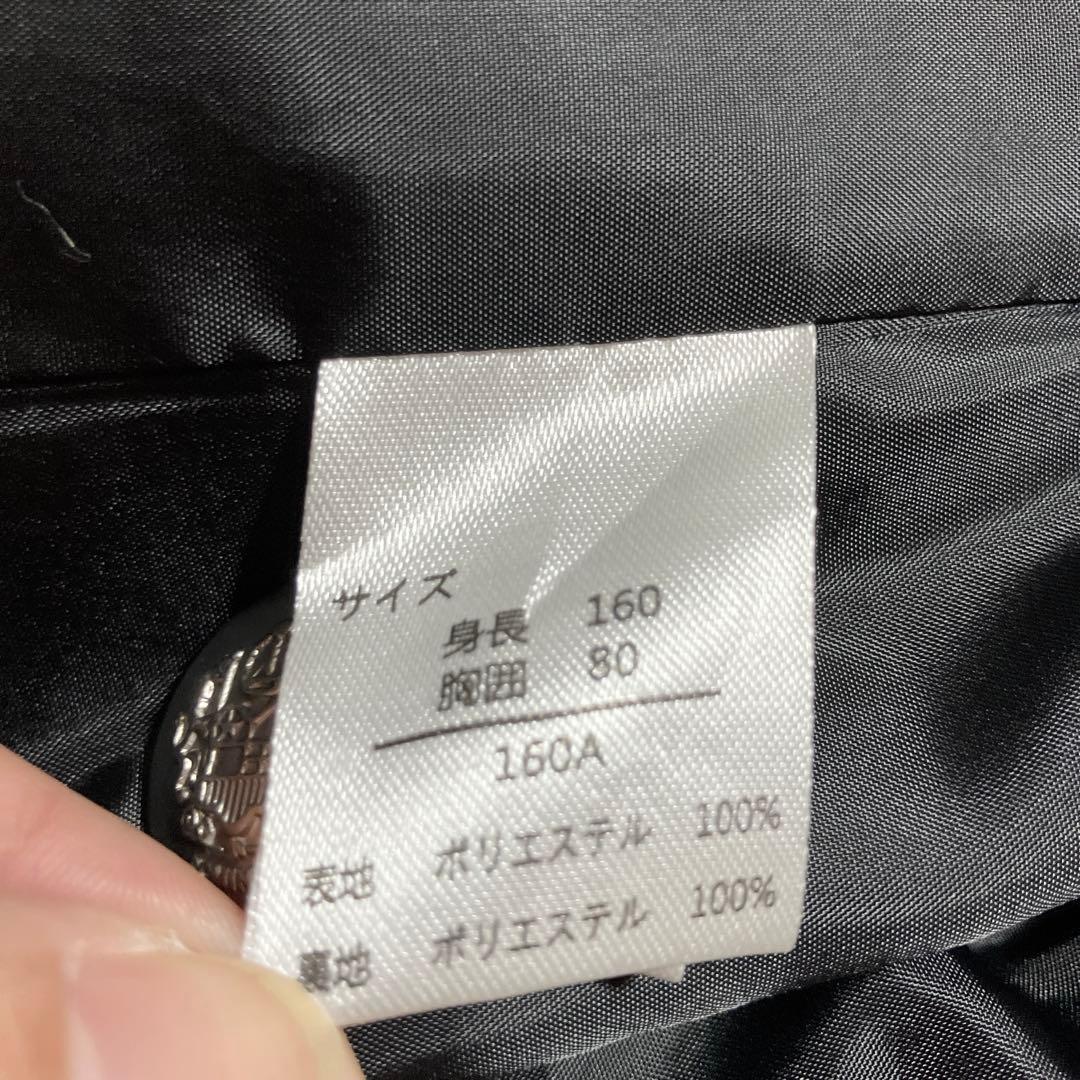 サイズ
身長 160
胸囲 80
160A
表地 ポリエステル 100%
裏地 ポリエステル 100%